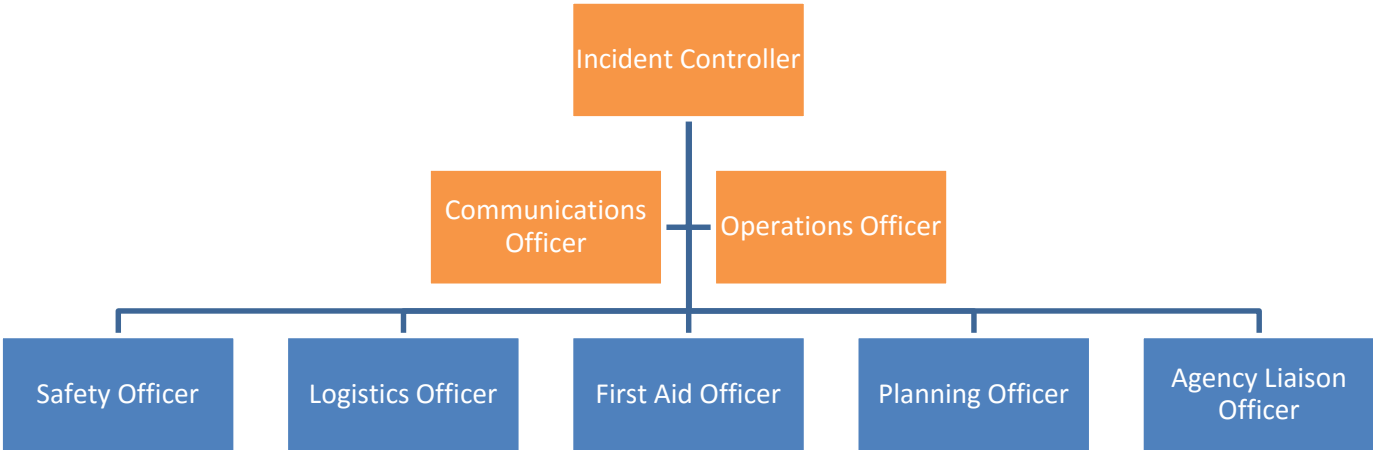 Incident Controller
Communications
Officer
Operations Officer
Safety Officer
Logistics Officer
First Aid Officer
Planning Officer
Agency Liaison
Officer